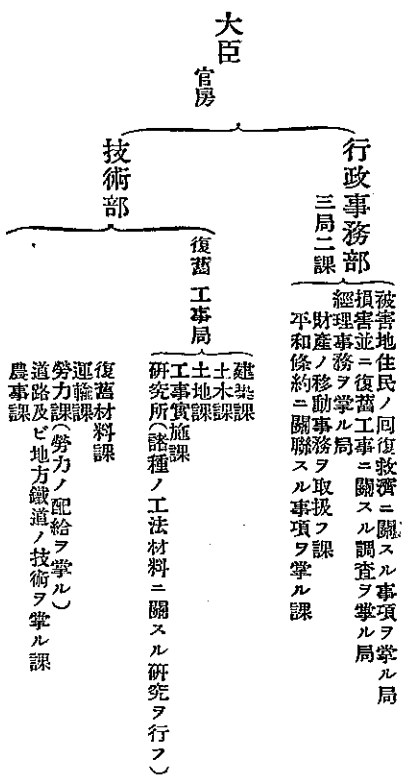 大臣
官房
行政事務部
三局二課
被害地住民ノ回復救濟ニ關スル事項ヲ掌ル局
損害並ニ復舊工事ニ關スル調査ヲ掌ル局
經理事務ヲ掌ル局
財產ノ移動事務ヲ取扱フ課
平和條約ニ關聯スル事項ヲ掌ル課
技術部
復舊工事局
建築課
土木課
土地課
工事實施課
研究所(諸種ノ工法材料ニ關スル研究ヲ行フ)
復舊材料課
運輸課
勞力課(勞力ノ配給ヲ掌ル)
道路及ビ地方鐵道ノ技術ヲ掌ル課
農事課